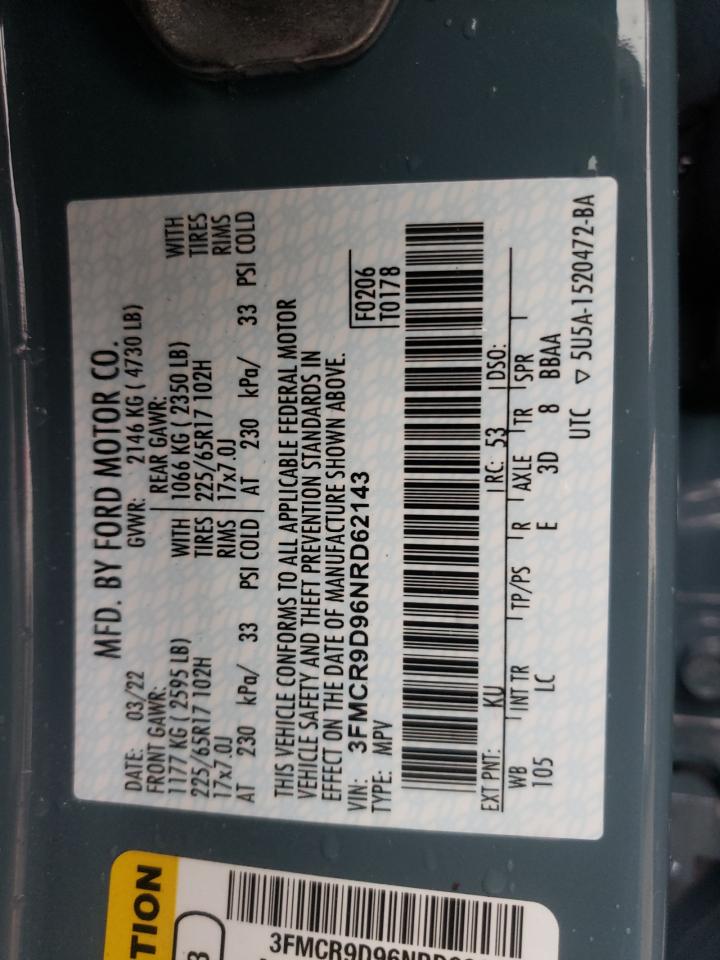 MFD. BY FORD MOTOR CO.
DATE: 03/22 GVWR: 2146 KG ( 4730 LB)
FRONT GAWR: REAR GAWR:
1177 KG ( 2595 LB) WITH 1066 KG ( 2350 LB) WITH
225/65R17 102H TIRES 225/65R17 102H TIRES
17x7.0J RIMS 17x7.0J RIMS
AT 230 kPa/ 33 PSI COLD AT 230 kPa/ 33 PSI COLD
THIS VEHICLE CONFORMS TO ALL APPLICABLE FEDERAL MOTOR
VEHICLE SAFETY AND THEFT PREVENTION STANDARDS IN
EFFECT ON THE DATE OF MANUFACTURE SHOWN ABOVE.
VIN: 3FMCR9D96NRD62143 F0206
TYPE: MPV T0178
EXT PNT: KU RC: 53 DSO:
WB INT TR TP/PS R AXLE TR SPR
105 LC E 3D 8 BBAA
UTC ▽ 5U5A-1520472-BA
TION
3FMCR9D96NRD